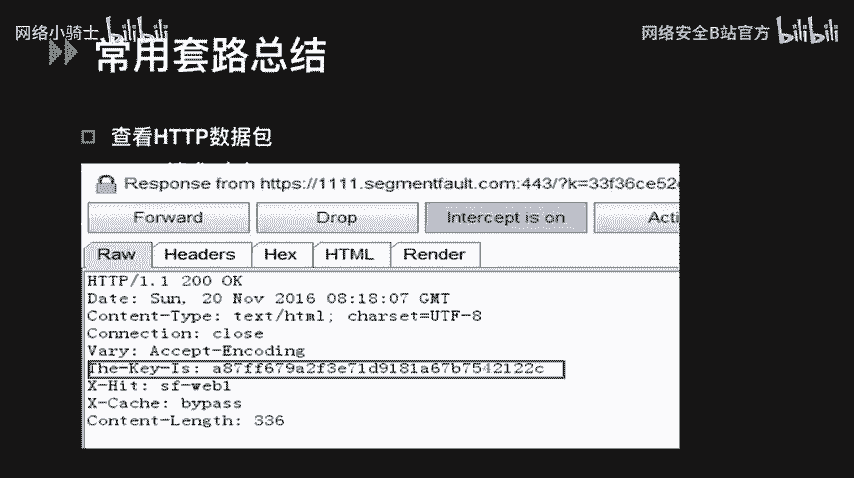 网络小骑士 bilibili
网络安全B站官方 bilibili
常用套路总结
查看HTTP数据包
Response from https://1111.segmentfault.com:443/?k=33f36ce52
Forward Drop Intercept is on Acti
Raw Headers Hex HTML Render
HTTP/1.1 200 OK
Date: Sun, 20 Nov 2016 08:18:07 GMT
Content-Type: text/html; charset=UTF-8
Connection: close
Vary: Accept-Encoding
The-Key-Is: a87ff679a2f3e71d9181a67b7542122c
X-Hit: sf-web1
X-Cache: bypass
Content-Length: 336